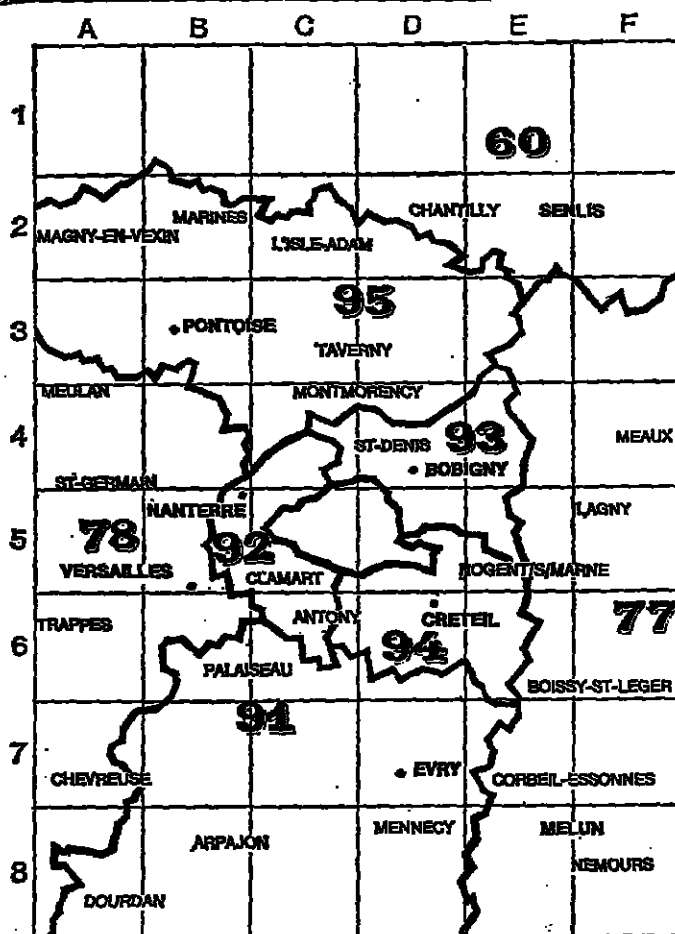 A B C D E F
1
60
2
MARINES
CHANTILLY
SENLIS
MAGNY-EN-VEXIN
L'ISLE-ADAM
95
3
PONTOISE
TAVERNY
MEULAN
MONTMORENCY
4
ST-DENIS
93
MEAUX
BOBIGNY
ST-GERMAIN
NANTERRE
LAGNY
5
78
92
VERSAILLES
CLAMART
NOGENT/S/MARNE
TRAPPES
ANTONY
CRETEIL
77
6
94
PALAISEAU
BOISSY-ST-LEGER
91
7
CHEVREUSE
EVRY
CORBEIL-ESSONNES
ARPAJON
MENNECY
MELUN
8
NEMOURS
DOURDAN